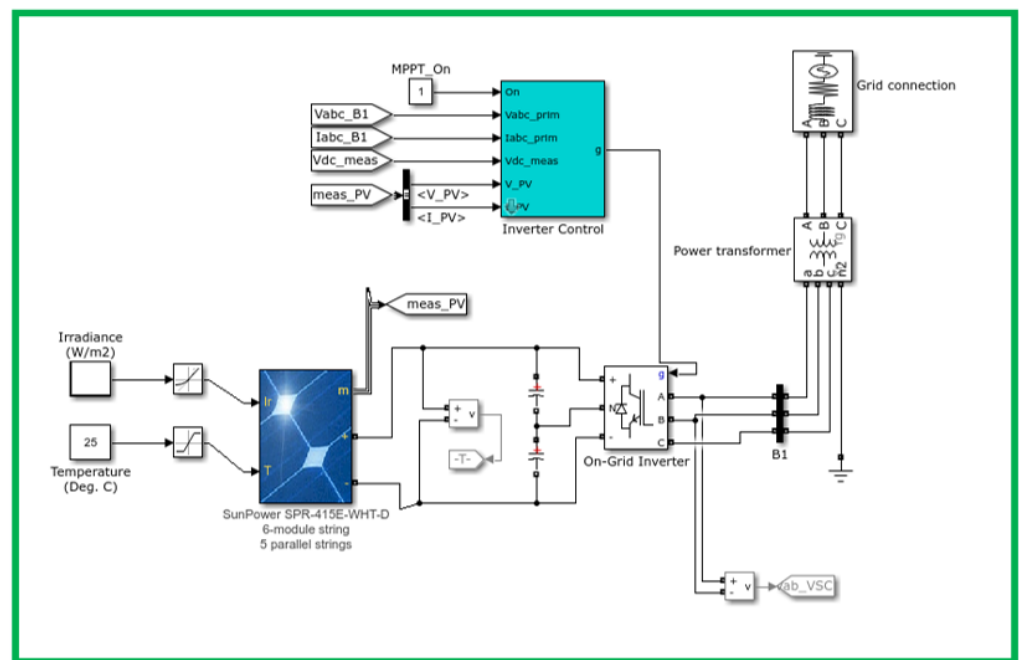 MPPT_On
1
On
Vabc_B1
Vabc_prim
Iabc_B1
Iabc_prim
g
Vdc_meas
Vdc_meas
meas_PV
<V_PV>
V_PV
<I_PV>
Inverter Control
Grid connection
A B C
A B C
Power transformer
Yg
a b c n2
meas_PV
Irradiance
(W/m2)
Ir
m
+
-
T
25
Temperature
(Deg. C)
SunPower SPR-415E-WHT-D
6-module string
5 parallel strings
+
-
v
-T-
+
N
-
g
A
B
C
On-Grid Inverter
B1
+
-
v
ab_VSC